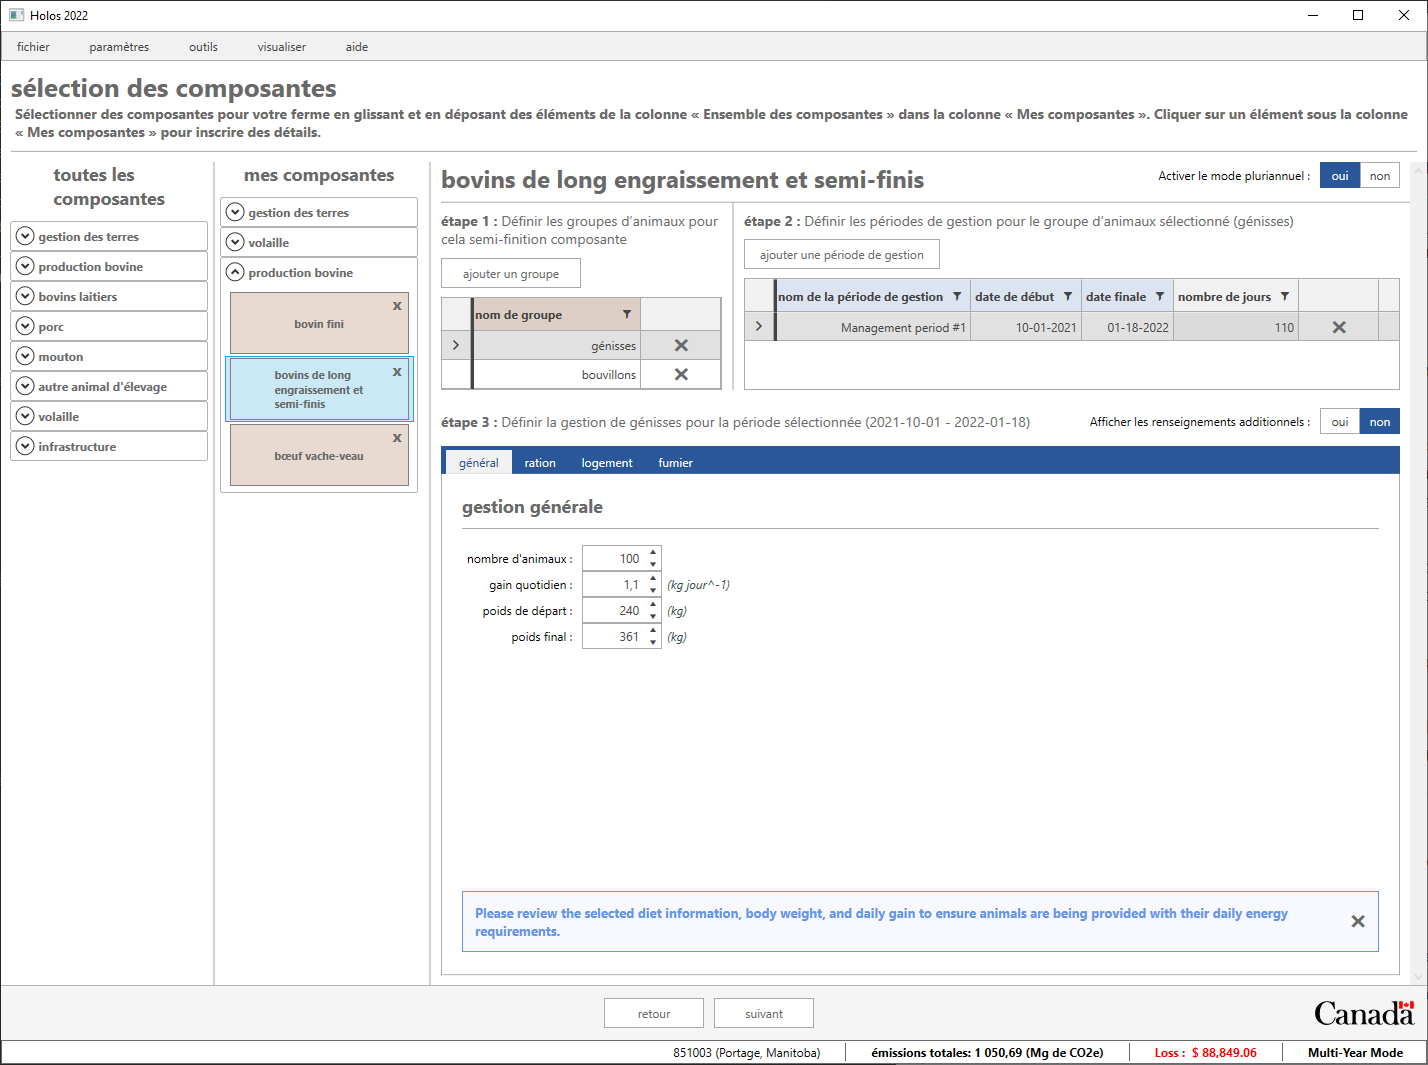 Holos 2022
fichier paramètres outils visualiser aide
sélection des composantes
Sélectionner des composantes pour votre ferme en glissant et en déposant des éléments de la colonne « Ensemble des composantes » dans la colonne « Mes composantes ». Cliquer sur un élément sous la colonne
« Mes composantes » pour inscrire des détails.
toutes les
composantes
gestion des terres
production bovine
bovins laitiers
porc
mouton
autre animal d'élevage
volaille
infrastructure
mes composantes
gestion des terres
volaille
production bovine
bovin fini x
bovins de long x
engraissement et
semi-finis
bœuf vache-veau x
bovins de long engraissement et semi-finis
Activer le mode pluriannuel : oui non
étape 1 : Définir les groupes d’animaux pour
cela semi-finition composante
ajouter un groupe
nom de groupe
génisses
bouvillons
étape 2 : Définir les périodes de gestion pour le groupe d’animaux sélectionné (génisses)
ajouter une période de gestion
nom de la période de gestion date de début date finale nombre de jours
Management period #1 10-01-2021 01-18-2022 110
étape 3 : Définir la gestion de génisses pour la période sélectionnée (2021-10-01 - 2022-01-18)
Afficher les renseignements additionnels : oui non
général ration logement fumier
gestion générale
nombre d'animaux : 100
gain quotidien : 1,1 (kg jour^-1)
poids de départ : 240 (kg)
poids final : 361 (kg)
Please review the selected diet information, body weight, and daily gain to ensure animals are being provided with their daily energy
requirements.
retour suivant
Canada
851003 (Portage, Manitoba) émissions totales: 1 050,69 (Mg de CO2e) Loss : $ 88,849.06 Multi-Year Mode